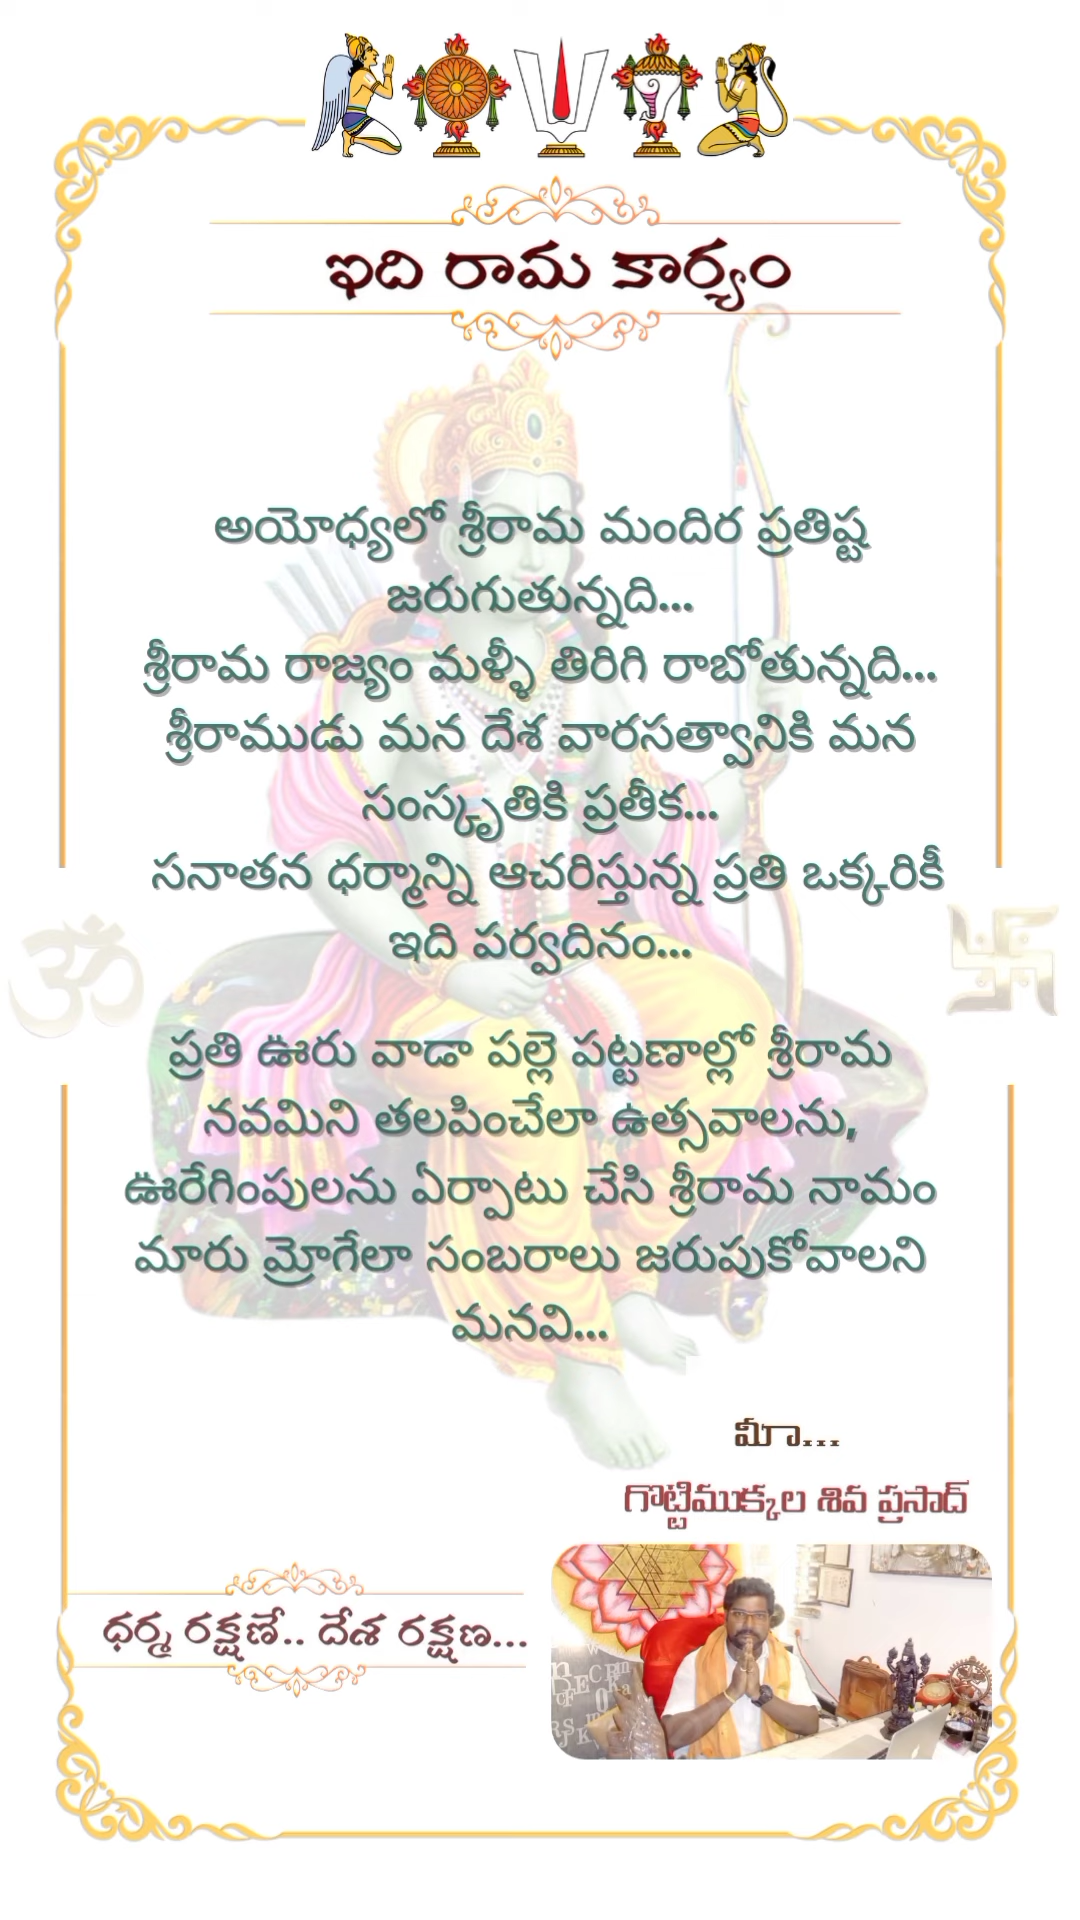 ఇది రామ కార్యం
అయోధ్యలో శ్రీరామ మందిర ప్రతిష్ట
జరుగుతున్నది...
శ్రీరామ రాజ్యం మళ్ళీ తిరిగి రాబోతున్నది...
శ్రీరాముడు మన దేశ వారసత్వానికి మన
సంస్కృతికి ప్రతీక...
సనాతన ధర్మాన్ని ఆచరిస్తున్న ప్రతి ఒక్కరికీ
ఇది పర్వదినం...
ప్రతి ఊరు వాడా పల్లె పట్టణాల్లో శ్రీరామ
నవమిని తలపించేలా ఉత్సవాలను,
ఊరేగింపులను ఏర్పాటు చేసి శ్రీరామ నామం
మారు మ్రోగేలా సంబరాలు జరుపుకోవాలని
మనవి...
మీ...
గొట్టిముక్కల శివ ప్రసాద్
ధర్మ రక్షణే.. దేశ రక్షణ...